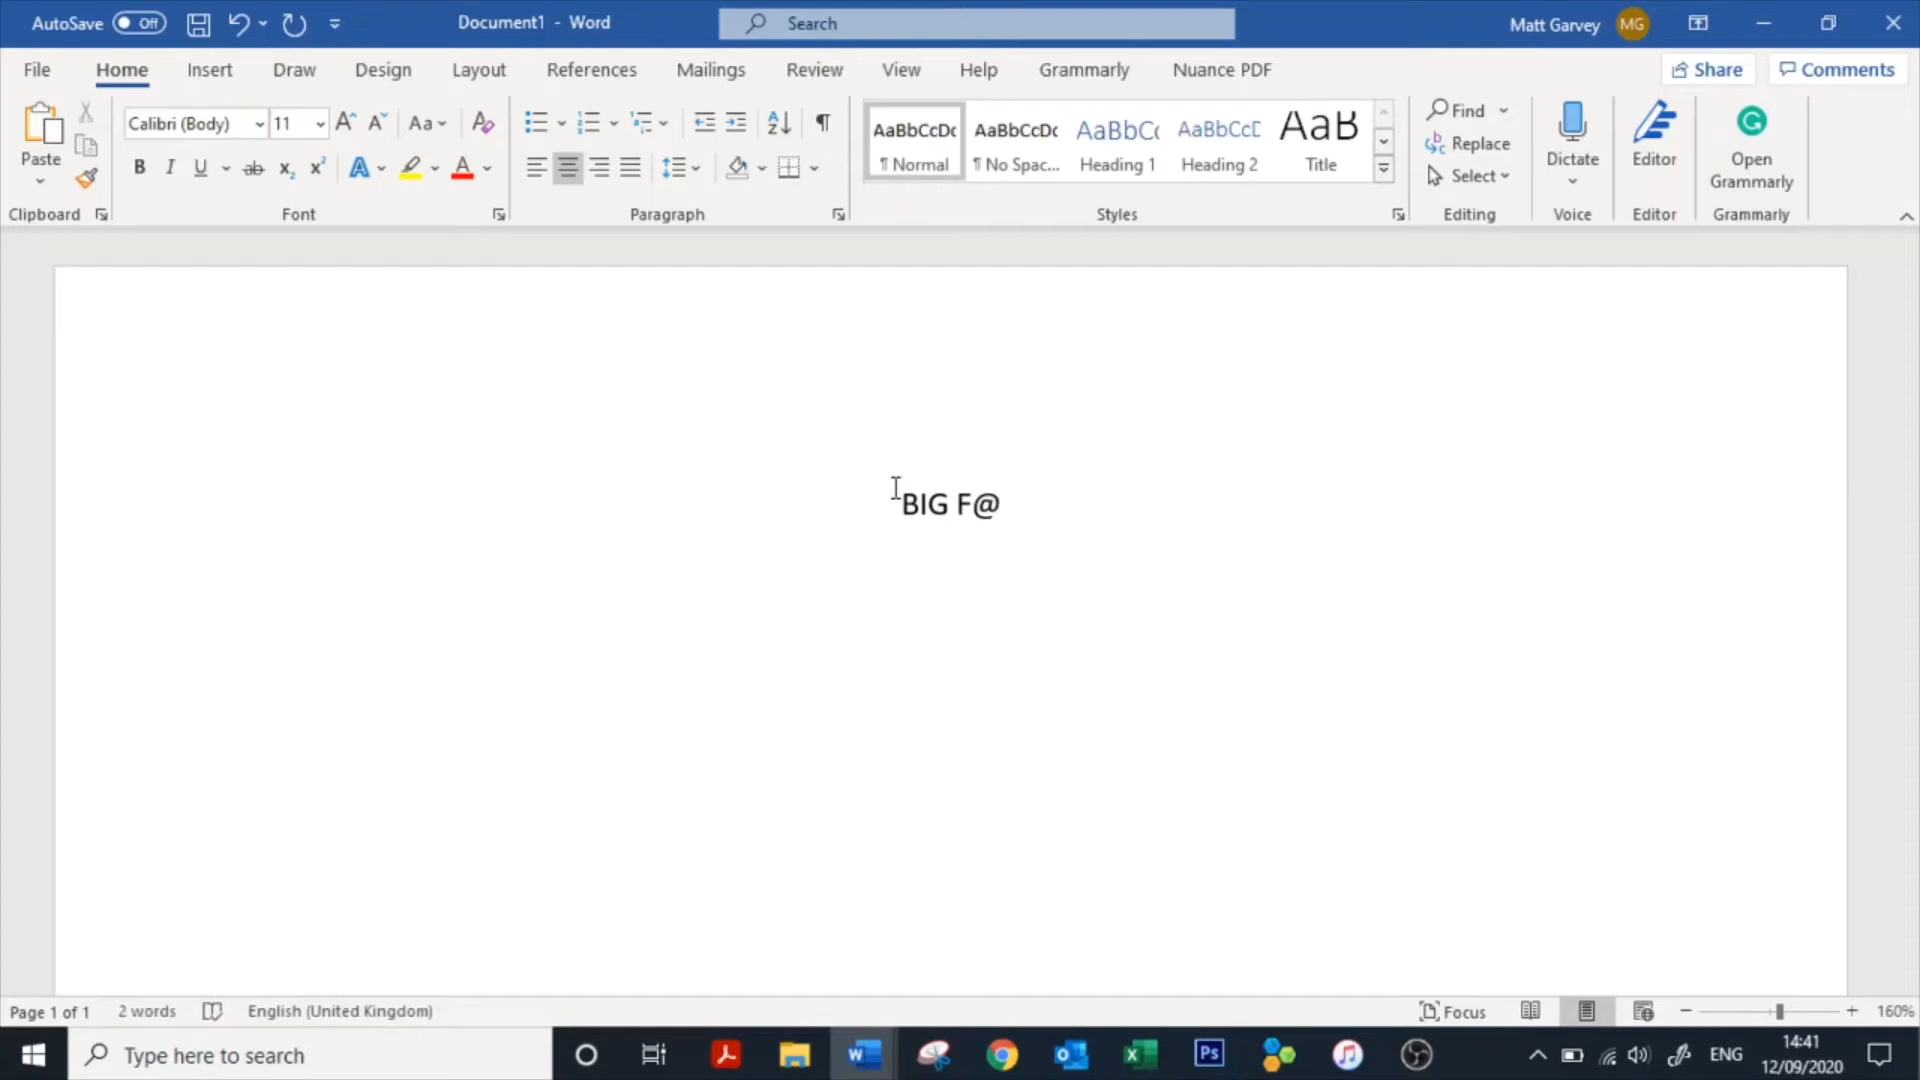 AutoSave Off Document1 - Word Search Matt Garvey MG
File Home Insert Draw Design Layout References Mailings Review View Help Grammarly Nuance PDF Share Comments
Paste
Calibri (Body) 11 Aa
B I U ab x₂ x² A A
AaBbCcDc AaBbCcDc AaBbC AaBbCcD AaB
¶ Normal ¶ No Spac... Heading 1 Heading 2 Title
Find
Replace
Select
Dictate
Editor
Open Grammarly
Clipboard Font Paragraph Styles Editing Voice Editor Grammarly
BIG F@
Page 1 of 1 2 words English (United Kingdom) Focus 160%
Type here to search
ENG 14:41
12/09/2020